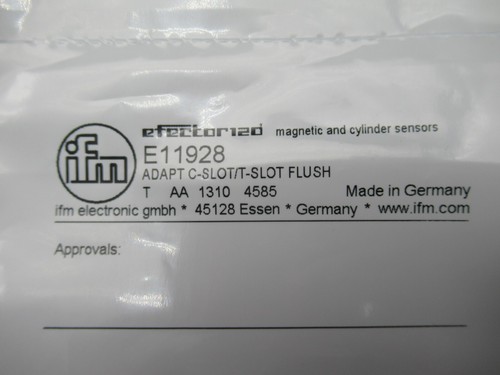 efector120 magnetic and cylinder sensors
ifm
E11928
ADAPT C-SLOT/T-SLOT FLUSH
T AA 1310 4585 Made in Germany
ifm electronic gmbh * 45128 Essen * Germany * www.ifm.com
Approvals: